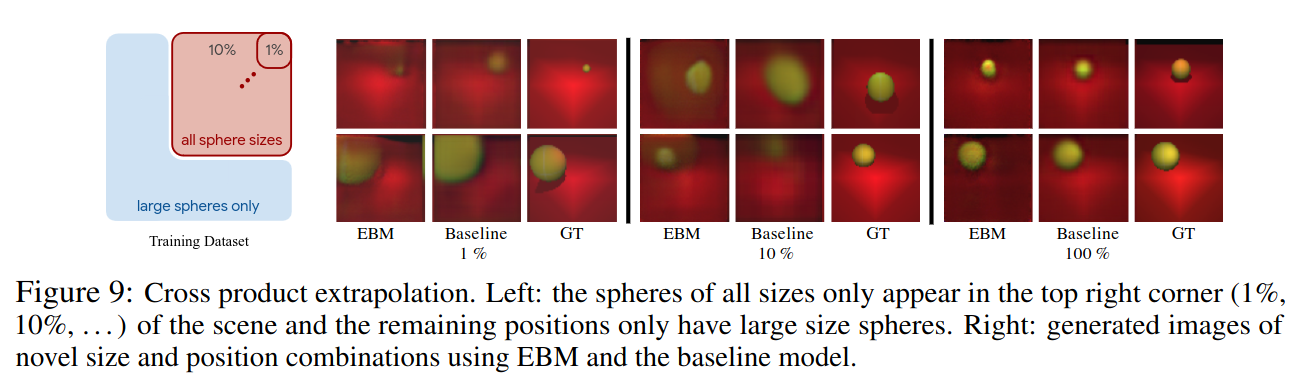 10% 1%
all sphere sizes
large spheres only
Training Dataset
EBM Baseline GT EBM Baseline GT EBM Baseline GT
1 % 10 % 100 %
Figure 9: Cross product extrapolation. Left: the spheres of all sizes only appear in the top right corner (1%,
10%, ...) of the scene and the remaining positions only have large size spheres. Right: generated images of
novel size and position combinations using EBM and the baseline model.